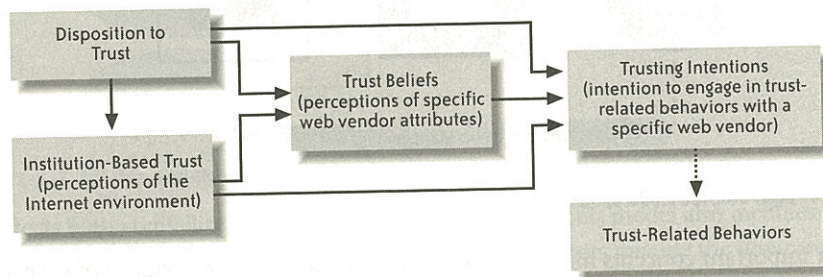 Disposition to
Trust
Trust Beliefs
(perceptions of specific
web vendor attributes)
Trusting Intentions
(intention to engage in trust-
related behaviors with a
specific web vendor)
Institution-Based Trust
(perceptions of the
Internet environment)
Trust-Related Behaviors